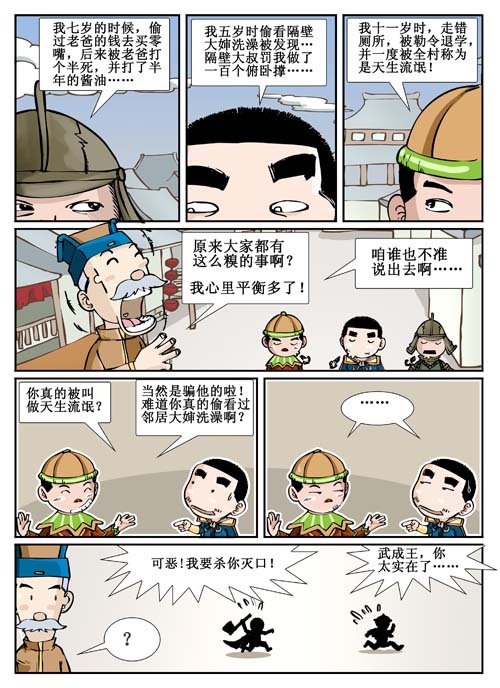 我七岁的时候，偷
过老爸的钱去买零
嘴，后来被老爸打
个半死，并打了半
年的酱油……
我五岁时偷看隔壁
大婶洗澡被发现…
隔壁大叔罚我做了
一百个俯卧撑……
我十一岁时，走错
厕所，被勒令退学，
并一度被全村称为
是天生流氓！
原来大家都有
这么糗的事啊？
我心里平衡多了！
咱谁也不准
说出去啊……
你真的被叫
做天生流氓？
当然是骗他的啦！
难道你真的偷看过
邻居大婶洗澡啊？
……
？
可恶！我要杀你灭口！
武成王，你
太实在了……